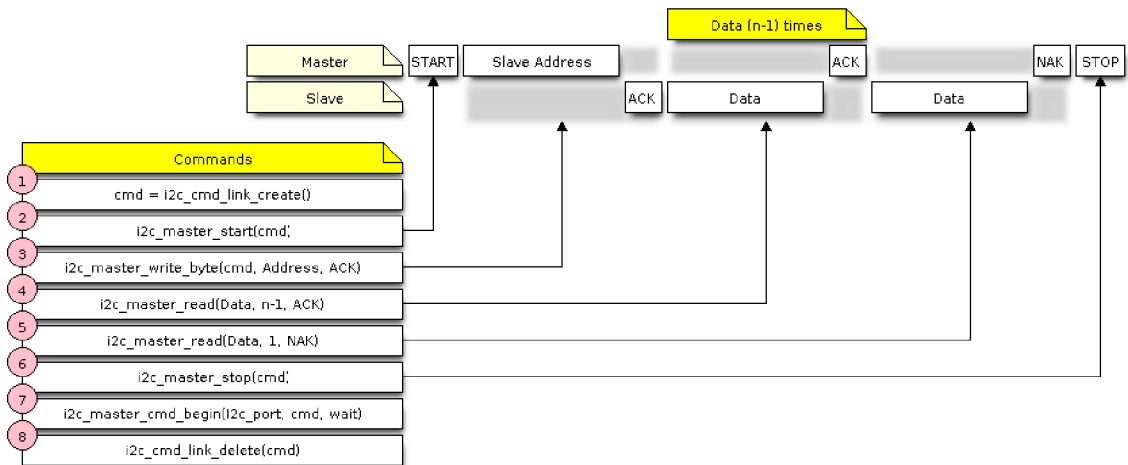 Data (n-1) times
Master START Slave Address ACK NAK STOP
Slave ACK Data Data
Commands
1
cmd = i2c_cmd_link_create()
2
i2c_master_start(cmd)
3
i2c_master_write_byte(cmd, Address, ACK)
4
i2c_master_read(Data, n-1, ACK)
5
i2c_master_read(Data, 1, NAK)
6
i2c_master_stop(cmd)
7
i2c_master_cmd_begin(I2c_port, cmd, wait)
8
i2c_cmd_link_delete(cmd)